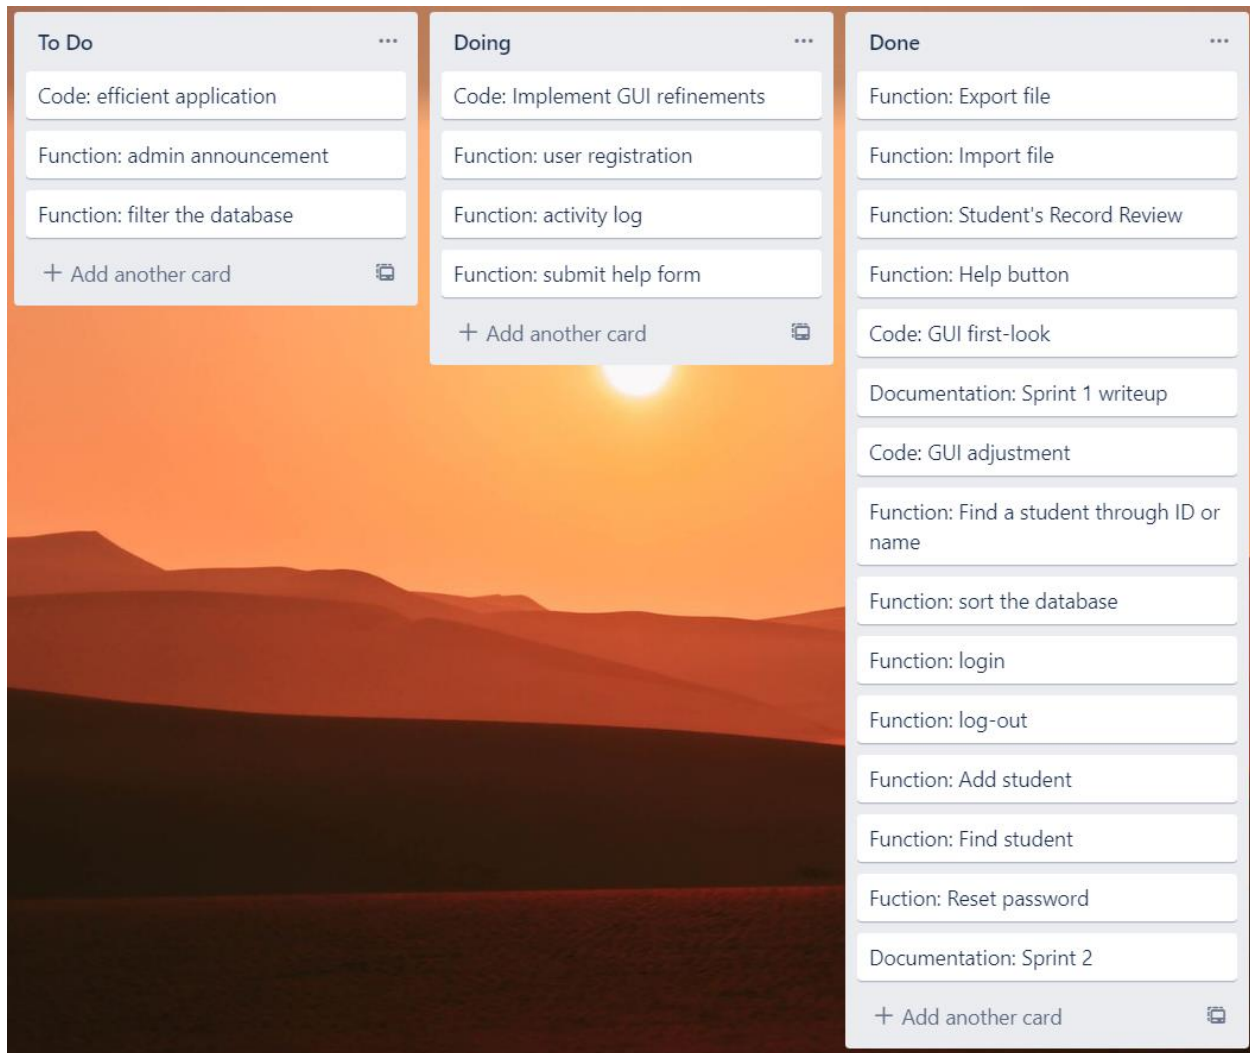 To Do
Code: efficient application
Function: admin announcement
Function: filter the database
+ Add another card
Doing
Code: Implement GUI refinements
Function: user registration
Function: activity log
Function: submit help form
+ Add another card
Done
Function: Export file
Function: Import file
Function: Student's Record Review
Function: Help button
Code: GUI first-look
Documentation: Sprint 1 writeup
Code: GUI adjustment
Function: Find a student through ID or
name
Function: sort the database
Function: login
Function: log-out
Function: Add student
Function: Find student
Fuction: Reset password
Documentation: Sprint 2
+ Add another card